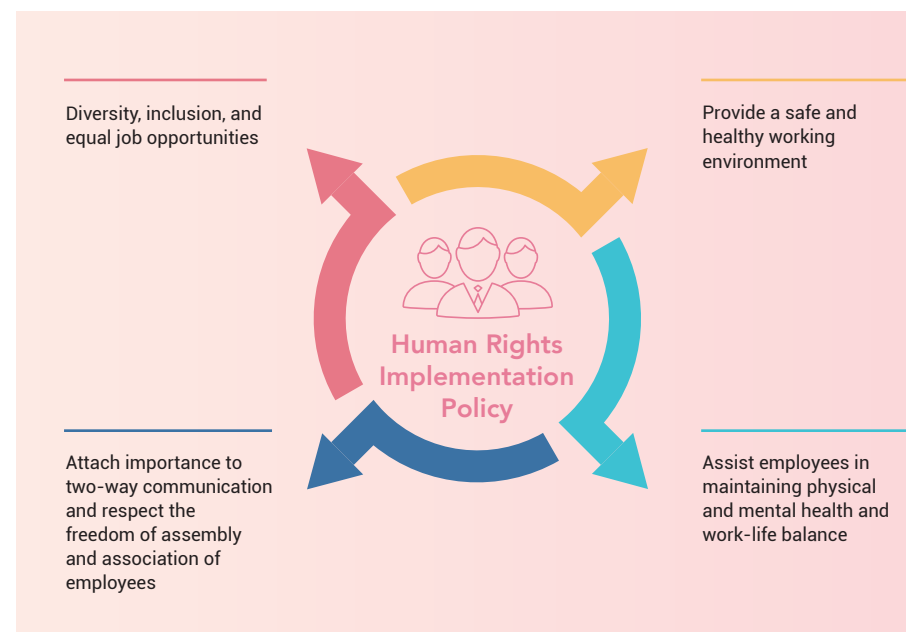 Diversity, inclusion, and
equal job opportunities
Provide a safe and
healthy working
environment
Human Rights
Implementation
Policy
Attach importance to
two-way communication
and respect the
freedom of assembly
and association of
employees
Assist employees in
maintaining physical
and mental health and
work-life balance